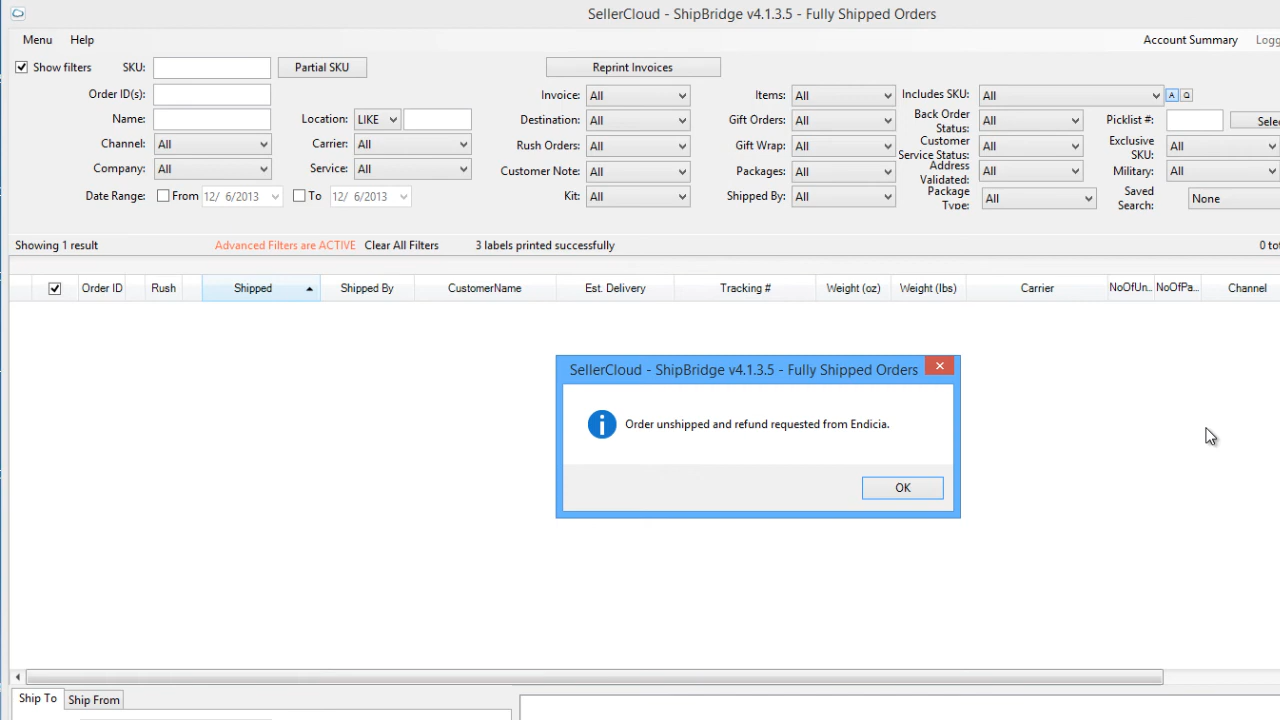 SellerCloud - ShipBridge v4.1.3.5 - Fully Shipped Orders
Menu Help Account Summary Logg
Show filters SKU: Partial SKU Reprint Invoices
Order ID(s): Invoice: All Items: All Includes SKU: All A Q
Name: Location: LIKE Destination: All Gift Orders: All Back Order Status: All Picklist #: Selec
Channel: All Carrier: All Rush Orders: All Gift Wrap: All Customer Service Status: All Exclusive SKU: All
Company: All Service: All Customer Note: All Packages: All Address Validated: All Military: All
Date Range: From 12/ 6/2013 To 12/ 6/2013 Kit: All Shipped By: All Package Type: All Saved Search: None
Showing 1 result Advanced Filters are ACTIVE Clear All Filters 3 labels printed successfully 0 tot
Order ID Rush Shipped Shipped By CustomerName Est. Delivery Tracking # Weight (oz) Weight (lbs) Carrier NoOfUn... NoOfPa... Channel
SellerCloud - ShipBridge v4.1.3.5 - Fully Shipped Orders
Order unshipped and refund requested from Endicia.
OK
Ship To Ship From